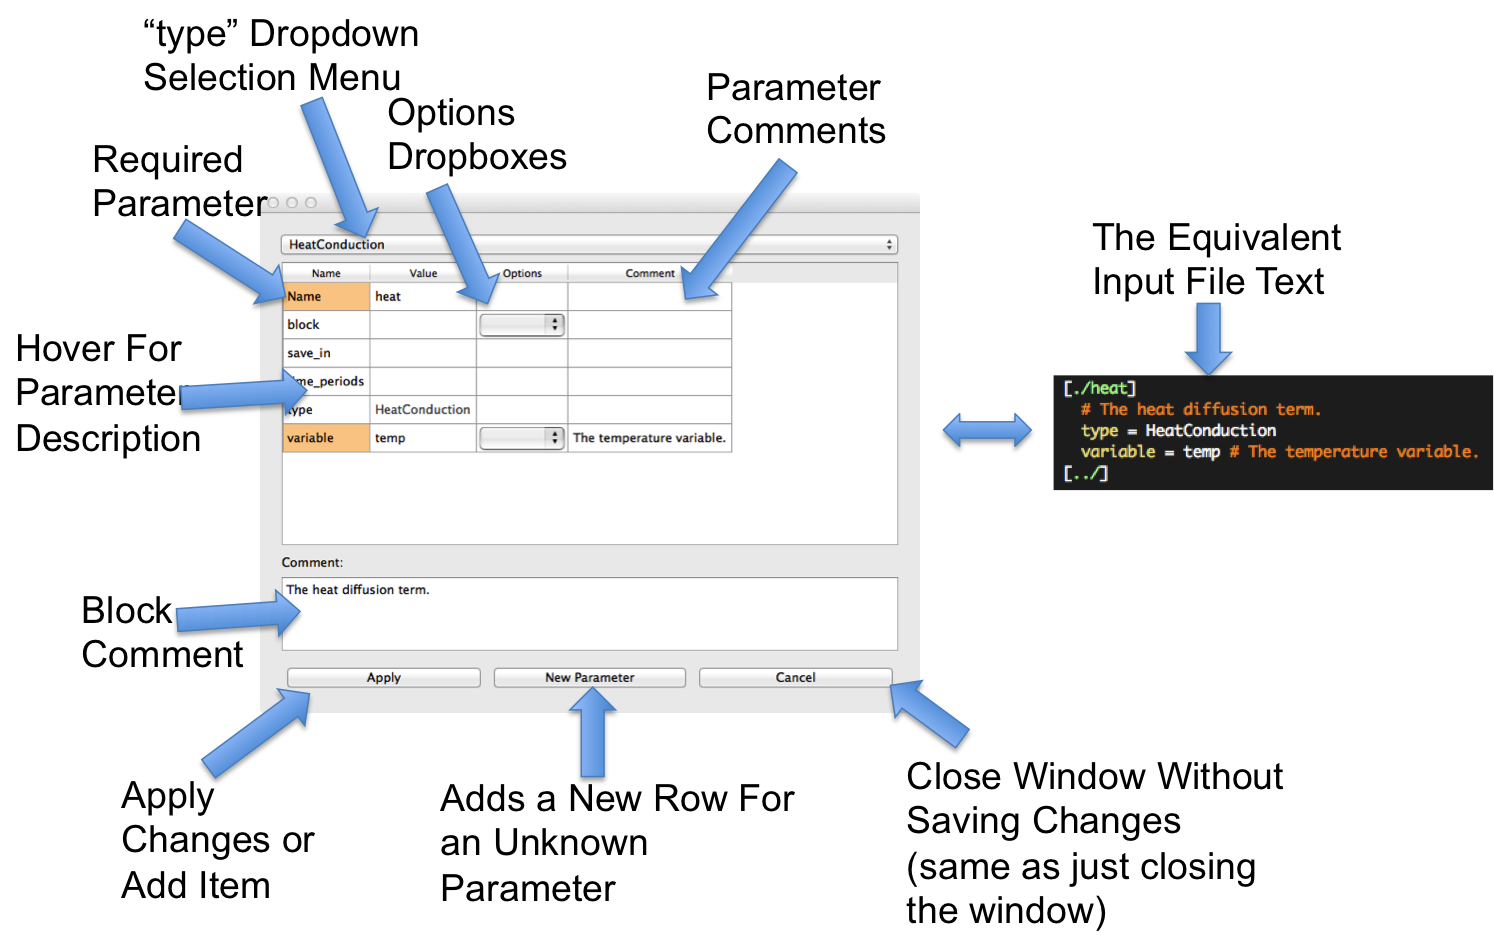 “type” Dropdown
Selection Menu
Options
Dropboxes
Parameter
Comments
Required
Parameter
The Equivalent
Input File Text
Hover For
Parameter
Description
Block
Comment
HeatConduction
Name Value Options Comment
Name heat
block
save_in
me_periods
type HeatConduction
variable temp The temperature variable.
Comment:
The heat diffusion term.
Apply New Parameter Cancel
[./heat]
# The heat diffusion term.
type = HeatConduction
variable = temp # The temperature variable.
[../]
Apply
Changes or
Add Item
Adds a New Row For
an Unknown
Parameter
Close Window Without
Saving Changes
(same as just closing
the window)